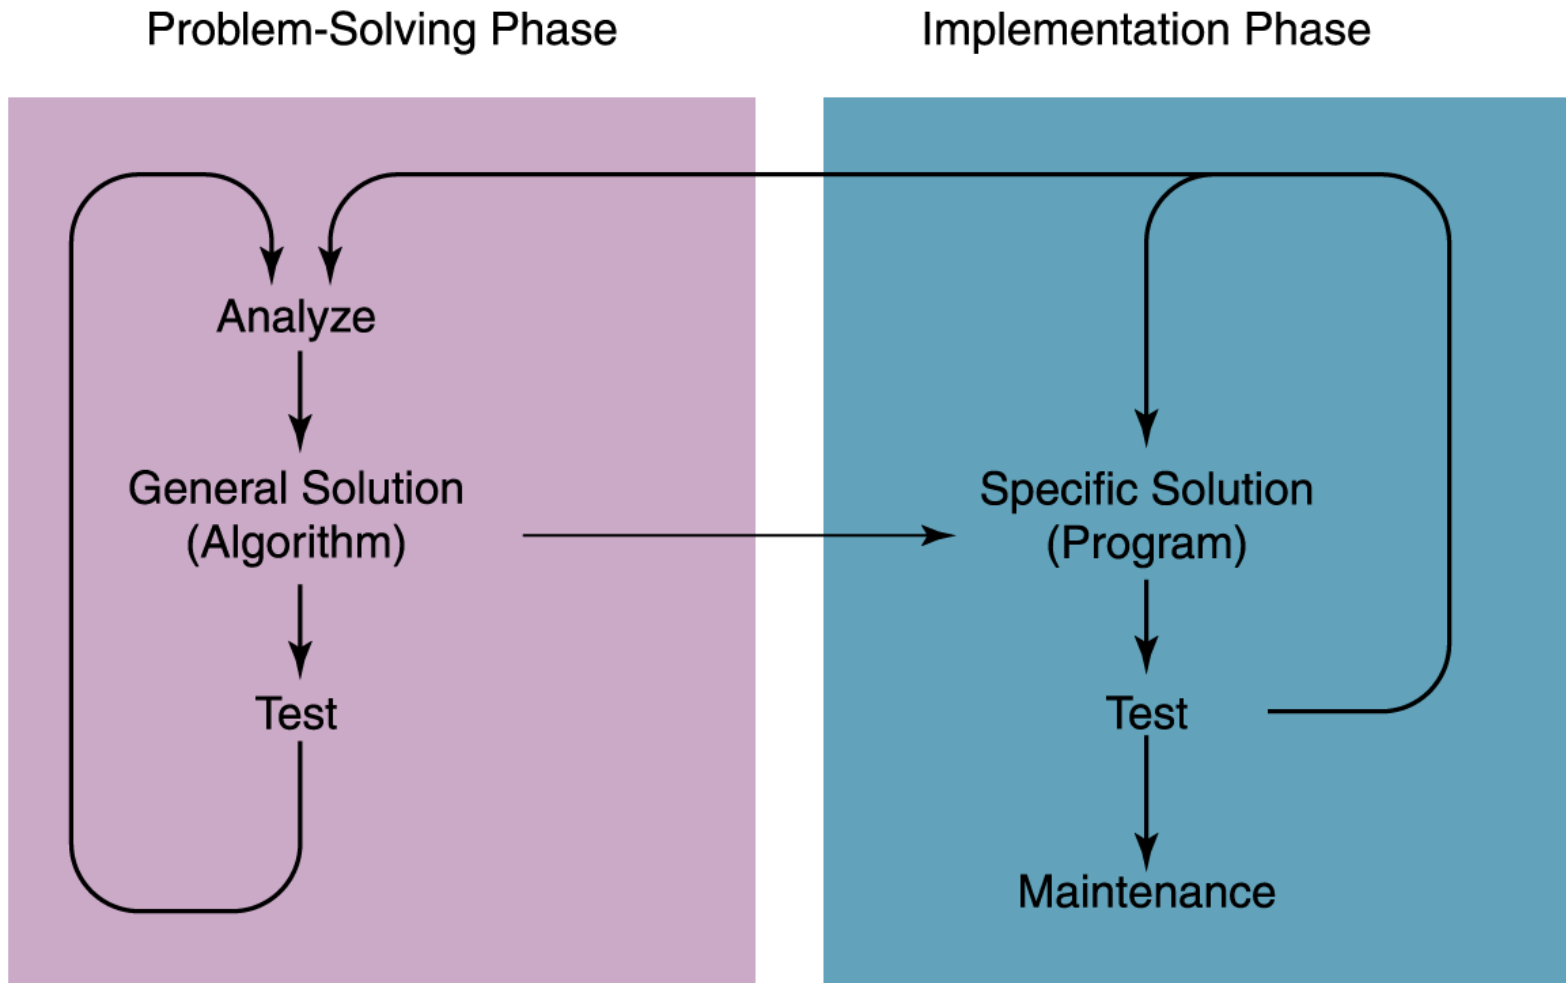 Problem-Solving Phase
Implementation Phase
Analyze
General Solution
(Algorithm)
Test
Specific Solution
(Program)
Test
Maintenance